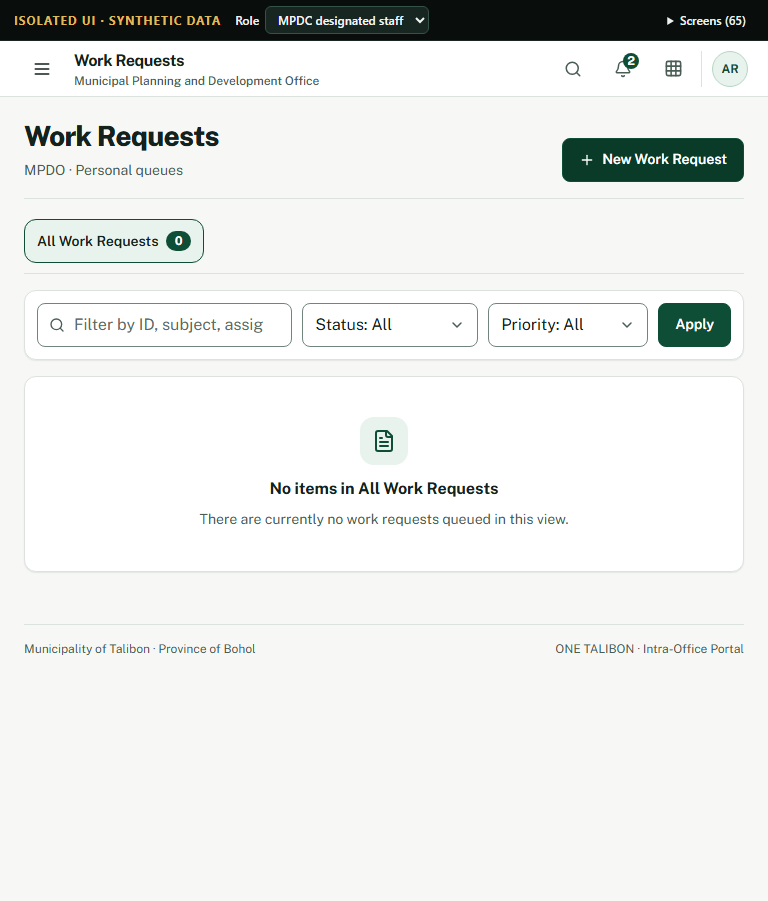 ISOLATED UI · SYNTHETIC DATA Role MPDC designated staff ▶ Screens (65)
Work Requests
Municipal Planning and Development Office
2
AR
Work Requests
MPDO · Personal queues
+ New Work Request
All Work Requests 0
Filter by ID, subject, assig
Status: All
Priority: All
Apply
No items in All Work Requests
There are currently no work requests queued in this view.
Municipality of Talibon · Province of Bohol
ONE TALIBON · Intra-Office Portal